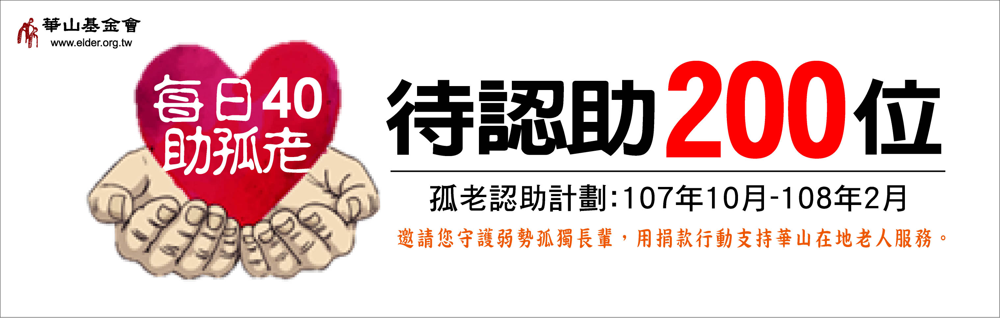 華山基金會
www.elder.org.tw
每日40
助孤老
待認助200位
孤老認助計劃:107年10月-108年2月
邀請您守護弱勢孤獨長輩，用捐款行動支持華山在地老人服務。